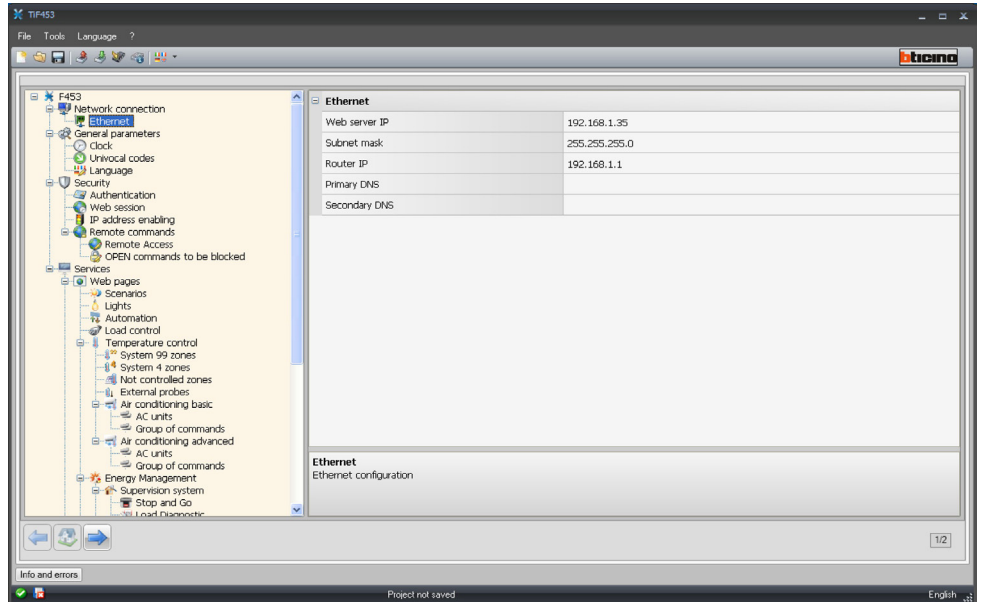 TiF453
File Tools Language ?
bticino
F453
Network connection
Ethernet
General parameters
Clock
Univocal codes
Language
Security
Authentication
Web session
IP address enabling
Remote commands
Remote Access
OPEN commands to be blocked
Services
Web pages
Scenarios
Lights
Automation
Load control
Temperature control
System 99 zones
System 4 zones
Not controlled zones
External probes
Air conditioning basic
AC units
Group of commands
Air conditioning advanced
AC units
Group of commands
Energy Management
Supervision system
Stop and Go
Load Diagnostic
Ethernet
Web server IP 192.168.1.35
Subnet mask 255.255.255.0
Router IP 192.168.1.1
Primary DNS
Secondary DNS
Ethernet
Ethernet configuration
1/2
Info and errors
Project not saved English